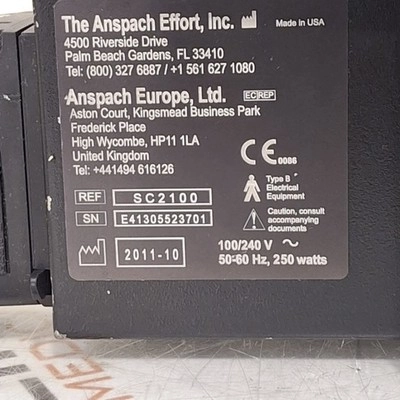 The Anspach Effort, Inc.
Made in USA
4500 Riverside Drive
Palm Beach Gardens, FL 33410
Tel: (800) 327 6887 / +1 561 627 1080
Anspach Europe, Ltd.
EC REP
Aston Court, Kingsmead Business Park
Frederick Place
High Wycombe, HP11 1LA
United Kingdom
Tel: +441494 616126
CE 0086
Type B
Electrical
Equipment
REF SC2100
SN E41305523701
Caution, consult
accompanying
documents
2011-10
100/240 V ~
50-60 Hz, 250 watts
MED